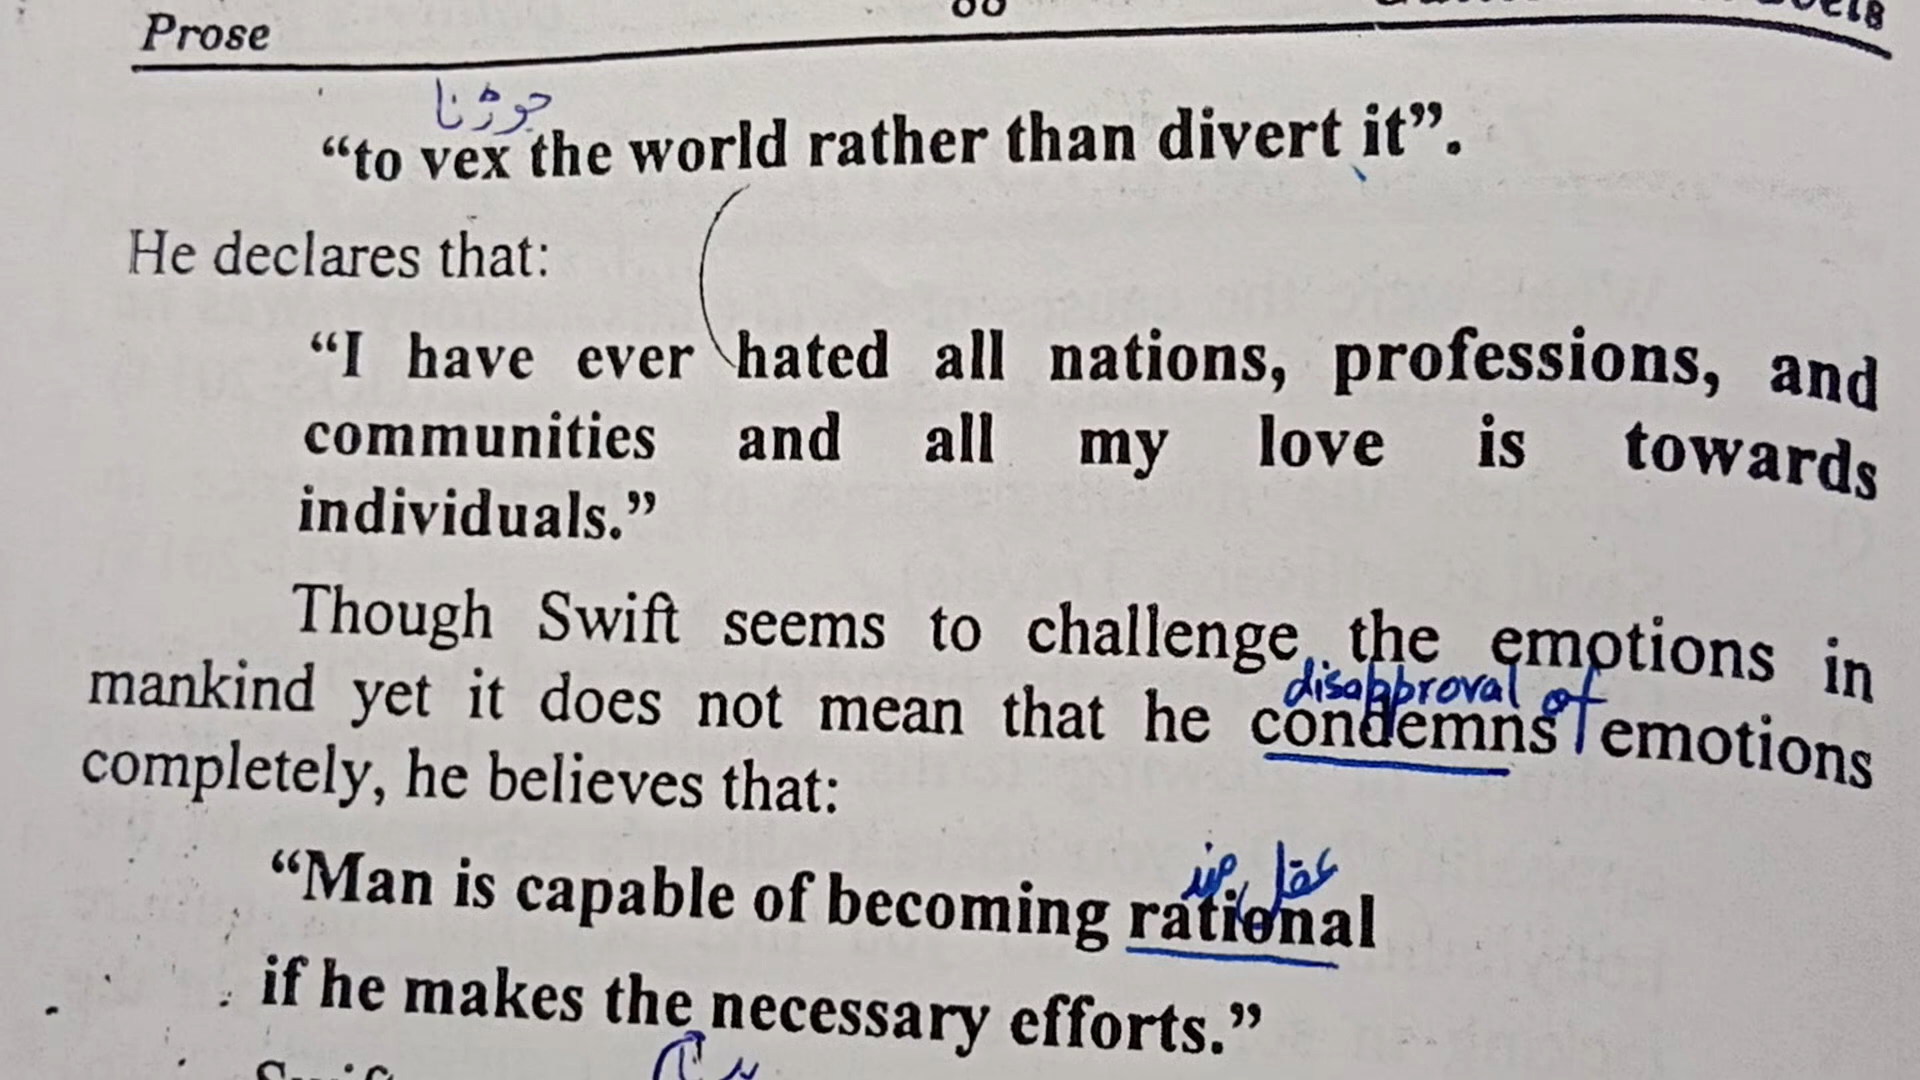 Prose
جوڑنا
“to vex the world rather than divert it”.
He declares that:
“I have ever hated all nations, professions, and
communities and all my love is towards
individuals.”
Though Swift seems to challenge the emotions in
disapproval of
mankind yet it does not mean that he condemns emotions
completely, he believes that:
عقل مند
“Man is capable of becoming rational
if he makes the necessary efforts.”